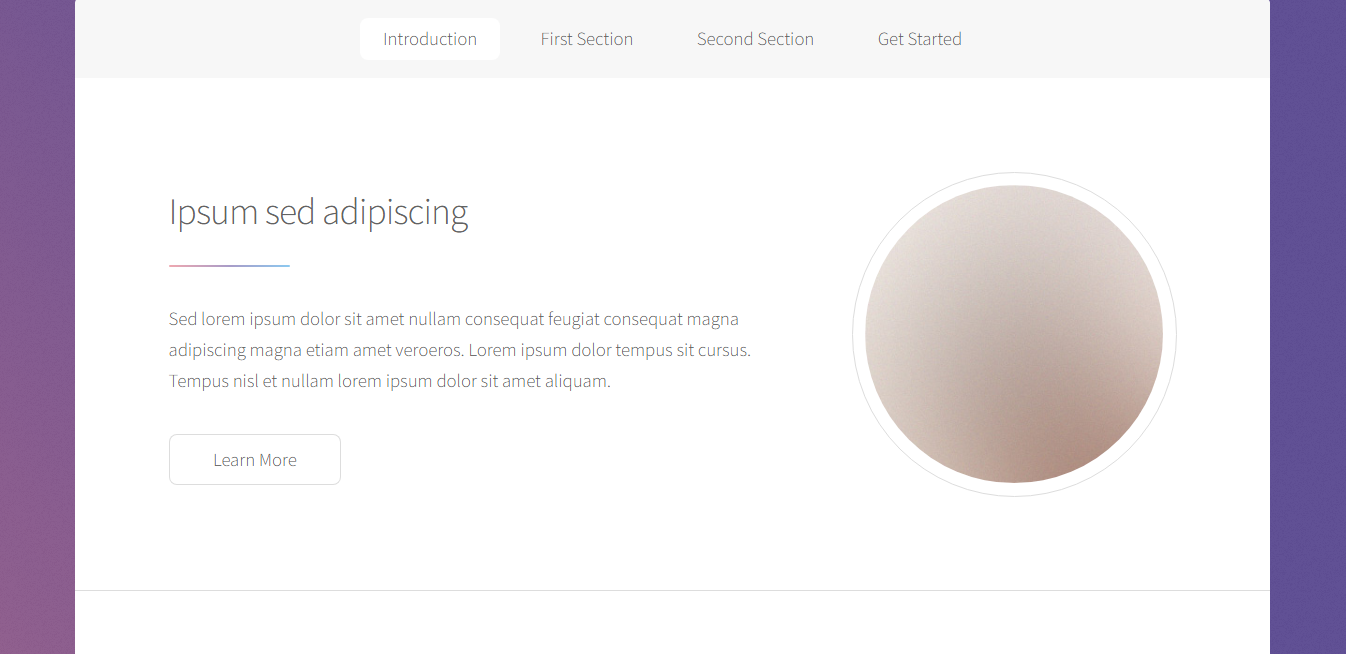 Introduction
First Section
Second Section
Get Started
Ipsum sed adipiscing
Sed lorem ipsum dolor sit amet nullam consequat feugiat consequat magna
adipiscing magna etiam amet veroeros. Lorem ipsum dolor tempus sit cursus.
Tempus nisl et nullam lorem ipsum dolor sit amet aliquam.
Learn More